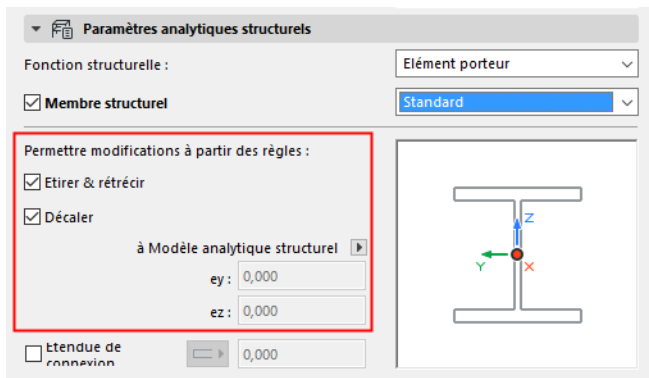 Paramètres analytiques structurels
Fonction structurelle :
Elément porteur
Membre structurel
Standard
Permettre modifications à partir des règles :
Etirer & rétrécir
Décaler
à Modèle analytique structurel
ey : 0,000
ez : 0,000
Etendue de connexion
0,000
Z
Y
X